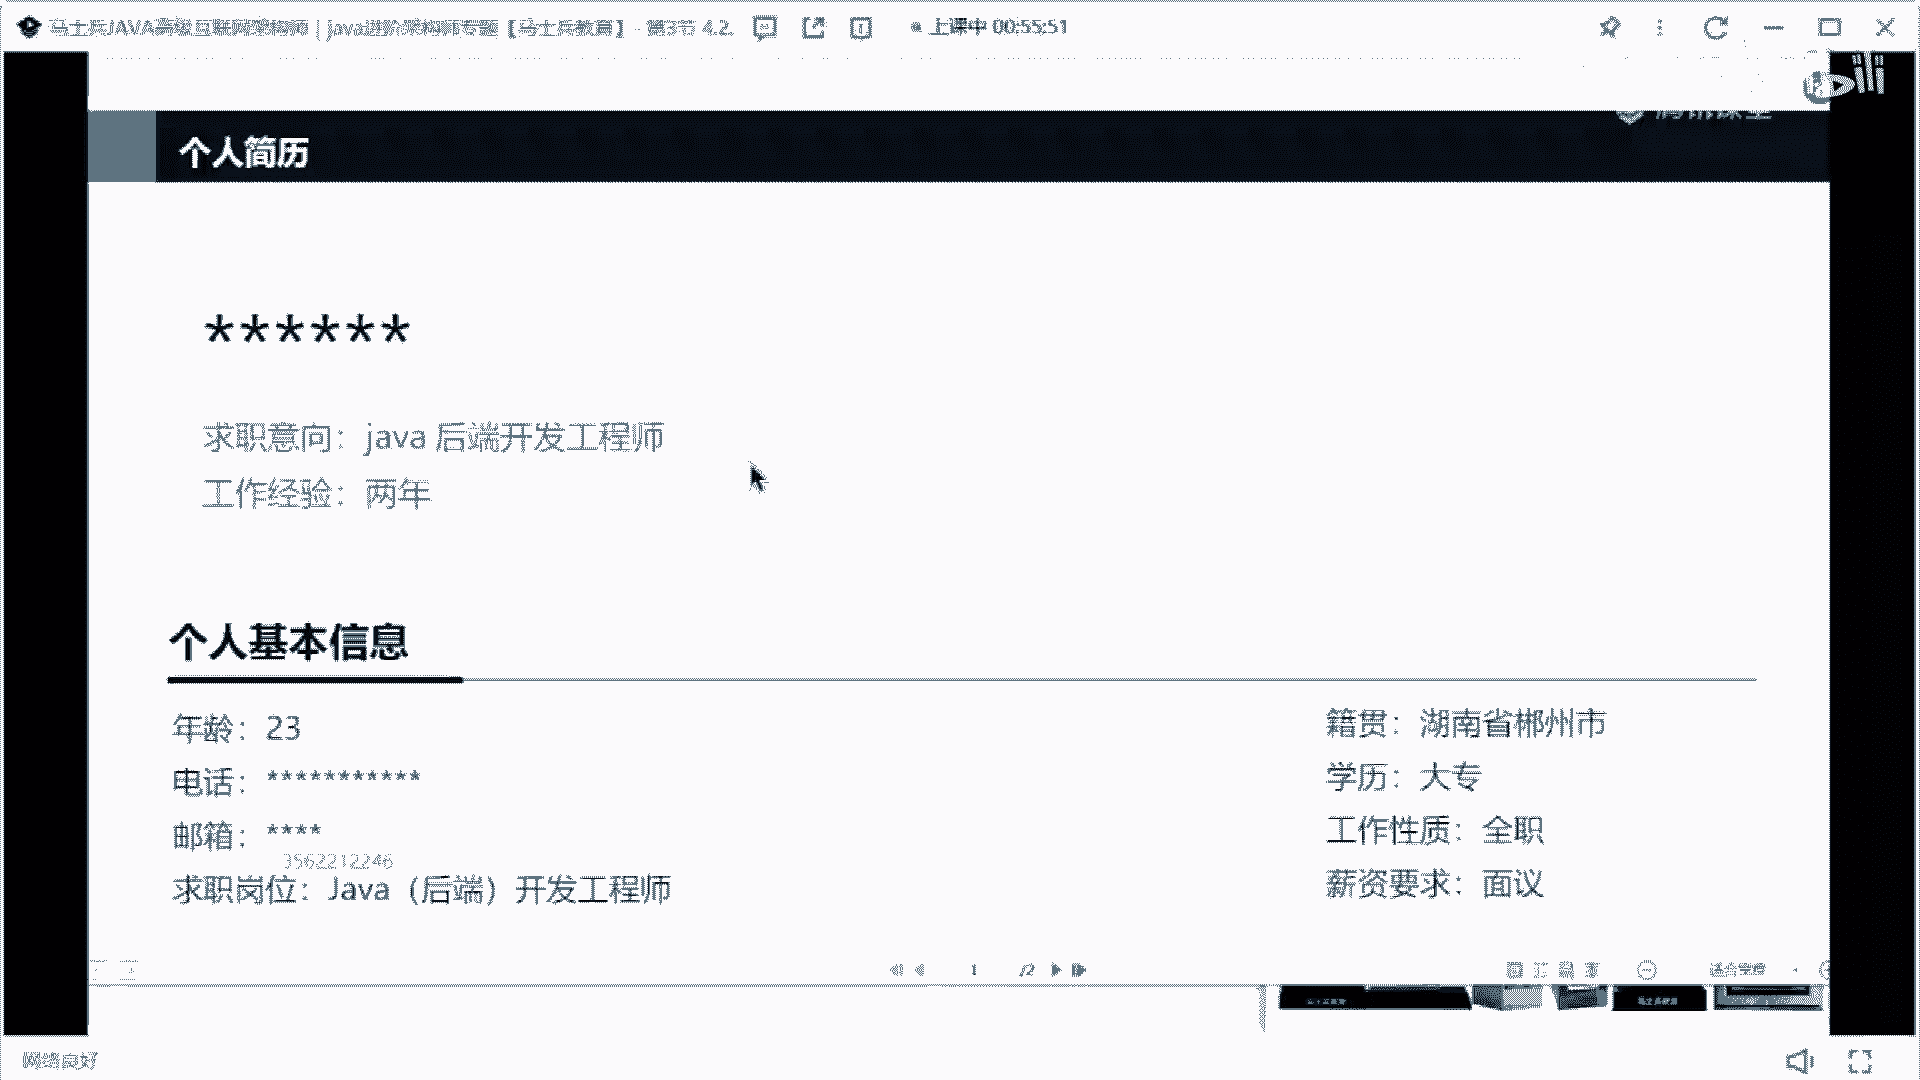 马士兵JAVA高级互联网架构师 | java进阶架构师专题【马士兵教育】 - 第3节 4.2.
上课中 00:55:51
腾讯课堂
个人简历
******
求职意向：java 后端开发工程师
工作经验：两年
个人基本信息
年龄：23
籍贯：湖南省郴州市
电话：***********
学历：大专
邮箱：****
工作性质：全职
3562212246
求职岗位：Java（后端）开发工程师
薪资要求：面议
1 /2
适合宽度
网络良好